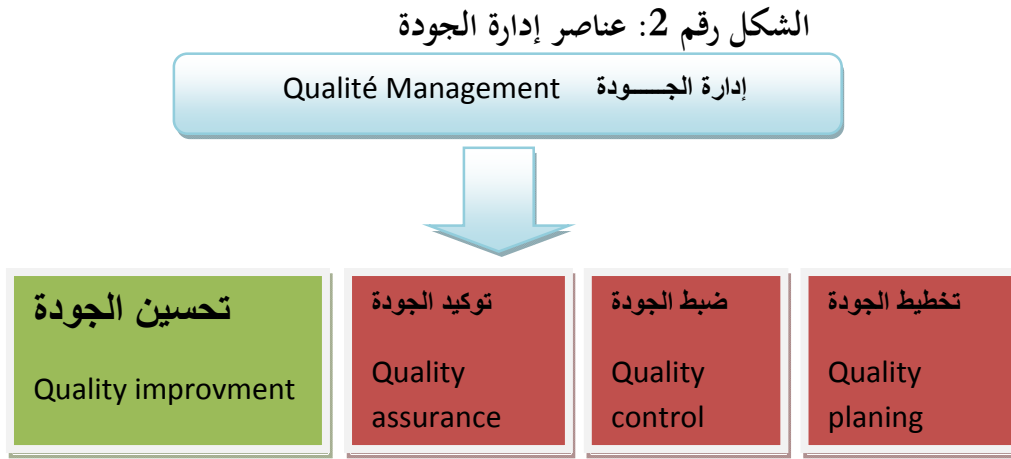 الشكل رقم 2: عناصر إدارة الجودة
إدارة الجـــــودة Qualité Management
تخطيط الجودة
Quality
planing
ضبط الجودة
Quality
control
توكيد الجودة
Quality
assurance
تحسين الجودة
Quality improvment